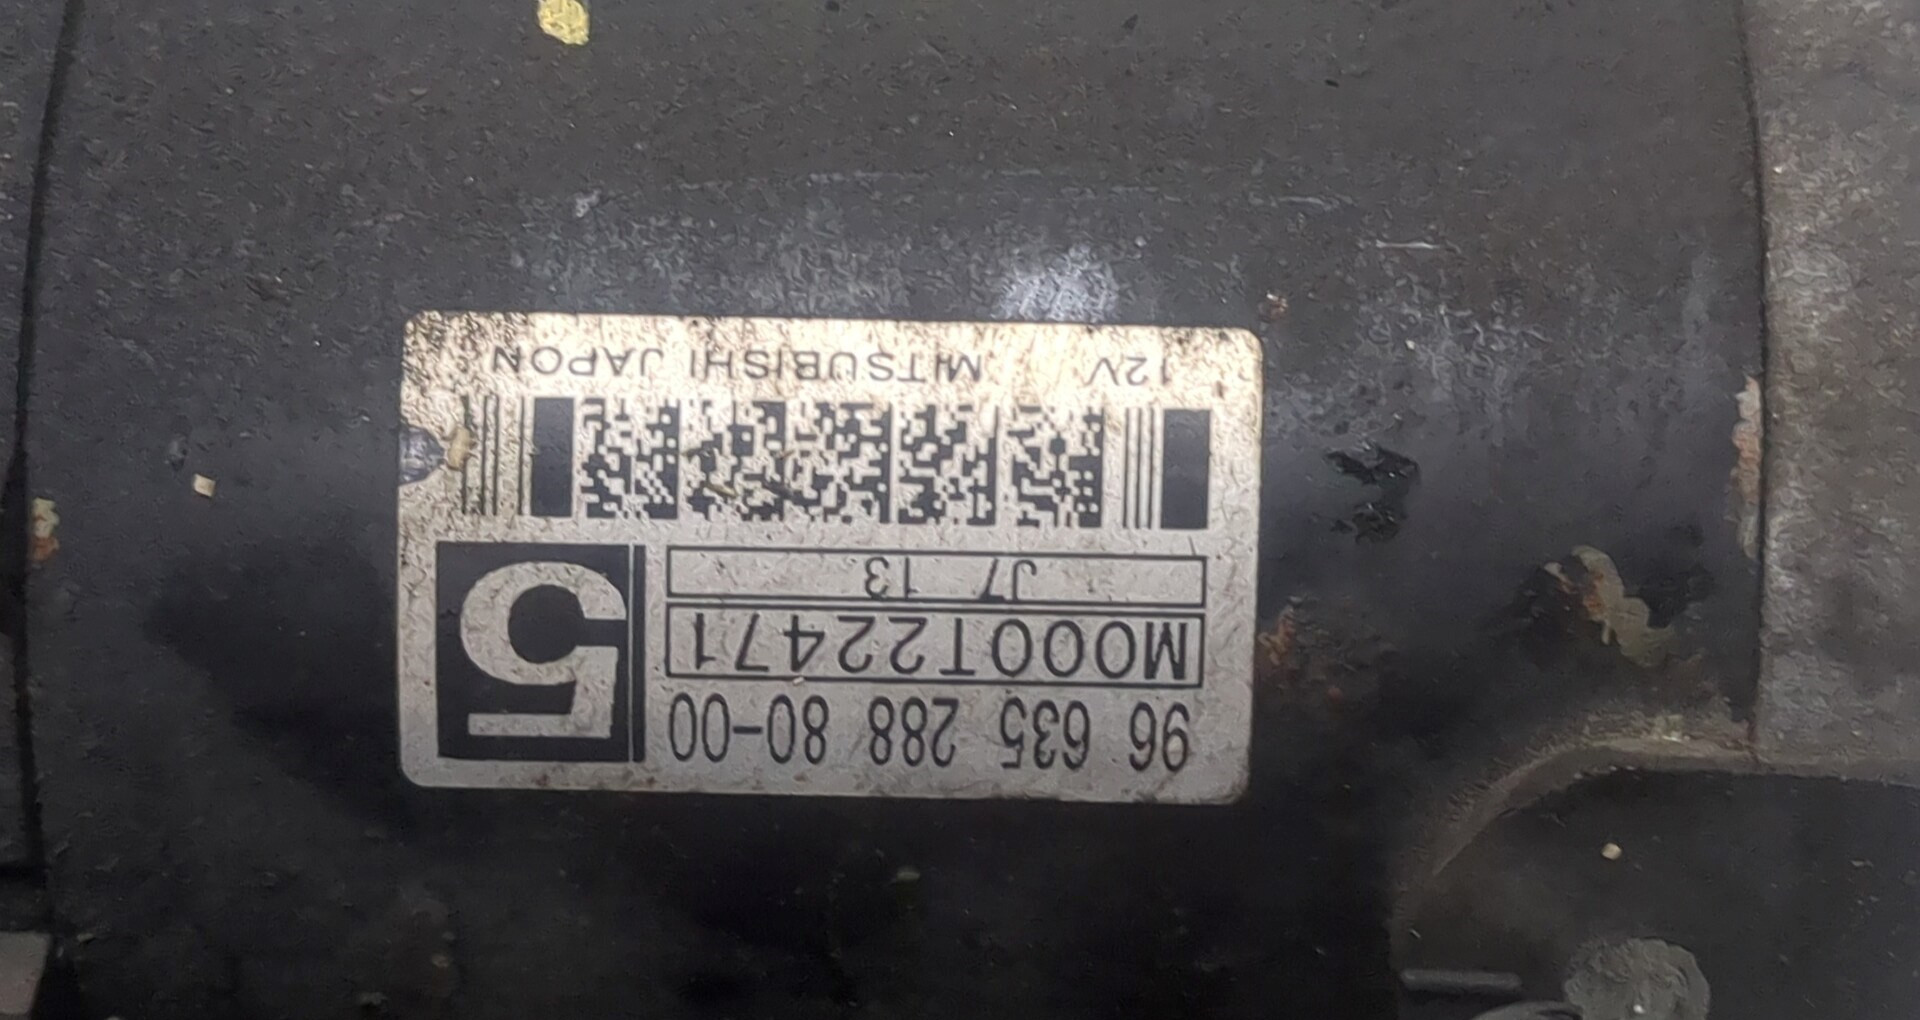 96 635 288 80-00
M000T22471
J7 13
5
12V MITSUBISHI JAPON